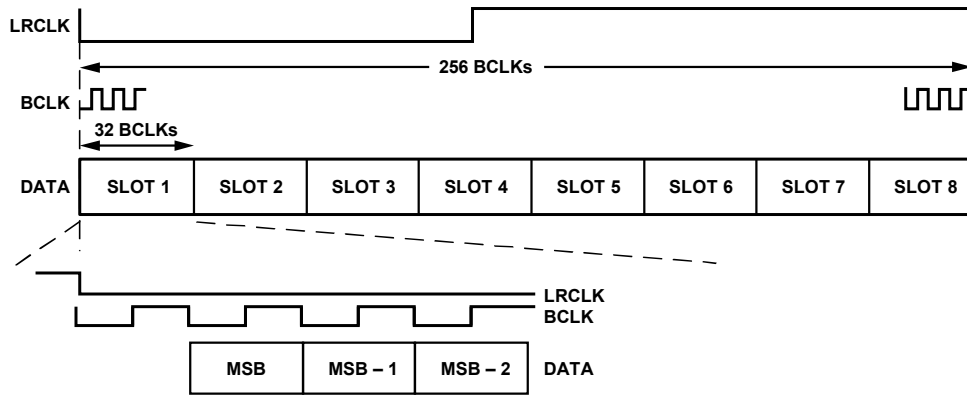 LRCLK
256 BCLKs
BCLK
32 BCLKs
DATA SLOT 1 SLOT 2 SLOT 3 SLOT 4 SLOT 5 SLOT 6 SLOT 7 SLOT 8
LRCLK
BCLK
MSB MSB – 1 MSB – 2 DATA